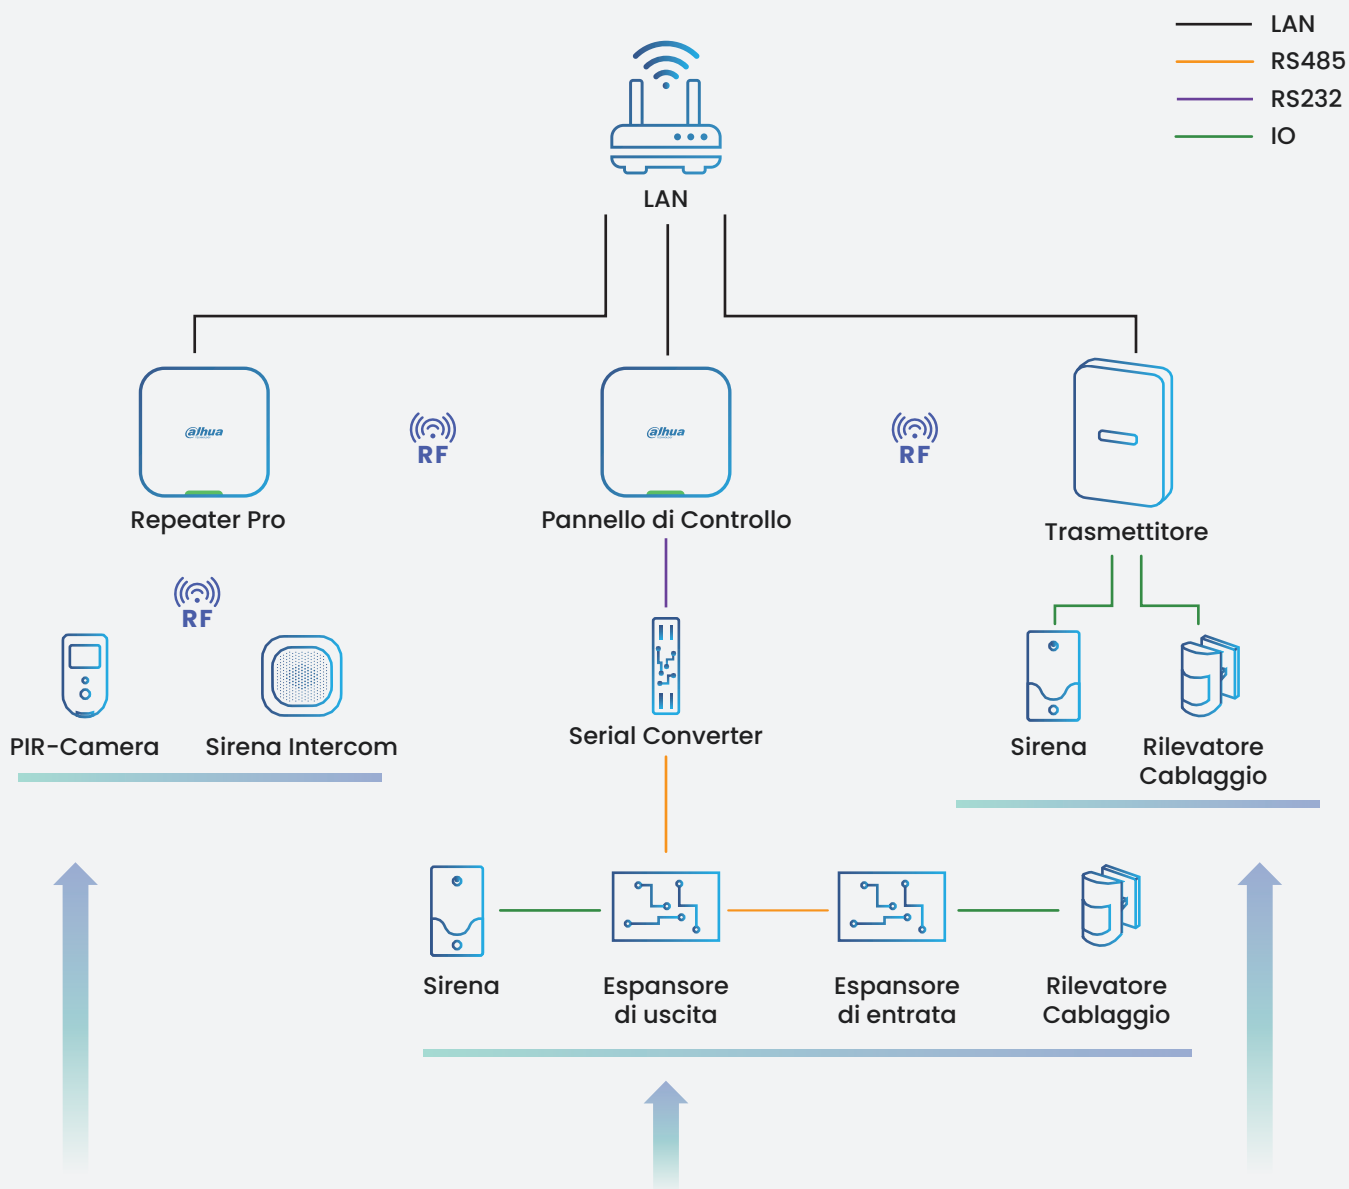 LAN
RS485
RS232
IO
LAN
alhua
alhua
RF
RF
Repeater Pro
Pannello di Controllo
Trasmettitore
RF
PIR-Camera
Sirena Intercom
Serial Converter
Sirena
Rilevatore
Cablaggio
Sirena
Espansore
di uscita
Espansore
di entrata
Rilevatore
Cablaggio